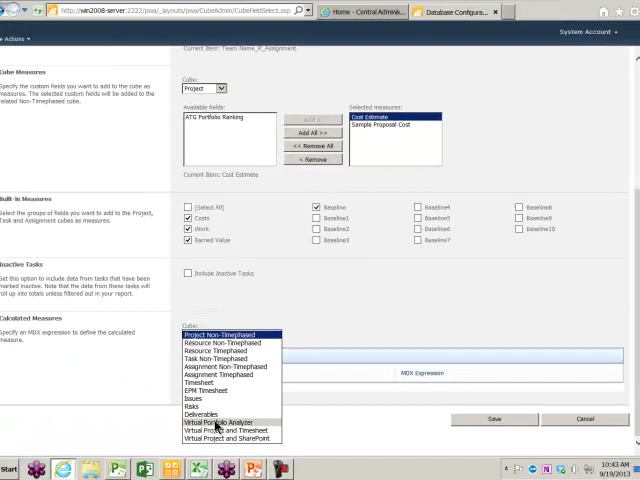 http://win2008-server:2222/pwa/_layouts/pwa/CubeAdmin/CubeFieldSelect.asp
Home - Central Adminis...
Database Configura...
e Actions
System Account
Current Item: Team Name_R_Assignment
Cube Measures
Specify the custom fields you want to add to the cube as
measures. The selected custom fields will be added to the
related Non-Timephased cube.
Cube:
Project
Available fields:
Selected measures:
ATG Portfolio Ranking
Add >
Add All >>
<< Remove All
< Remove
Cost Estimate
Sample Proposal Cost
Current Item: Cost Estimate
Built-in Measures
Select the groups of fields you want to add to the Project,
Task and Assignment cubes as measures.
(Select All)
Costs
Work
Earned Value
Baseline
Baseline1
Baseline2
Baseline3
Baseline4
Baseline5
Baseline6
Baseline7
Baseline8
Baseline9
Baseline10
Inactive Tasks
Set this option to include data from tasks that have been
marked inactive. Note that the data from these tasks will
roll up into totals unless filtered out in your report.
Include Inactive Tasks
Calculated Measures
Specify an MDX expression to define the calculated
measure.
Cube:
Project Non-Timephased
Resource Non-Timephased
Resource Timephased
Task Non-Timephased
Assignment Non-Timephased
Assignment Timephased
Timesheet
EPM Timesheet
Issues
Risks
Deliverables
Virtual Portfolio Analyzer
Virtual Project and Timesheet
Virtual Project and SharePoint
MDX Expression
Save
Cancel
Start
10:43 AM
9/19/2013